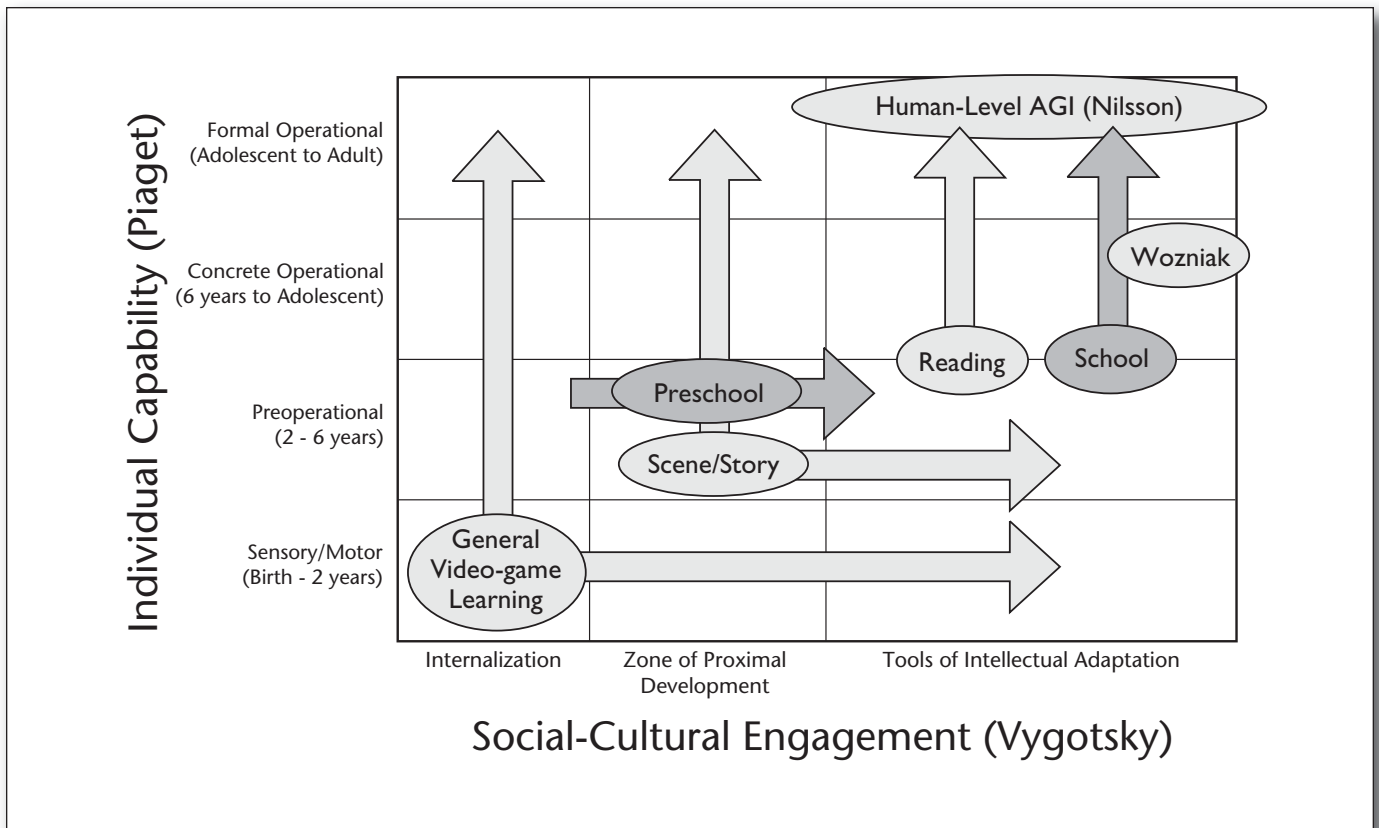 Individual Capability (Piaget)
Formal Operational
(Adolescent to Adult)
Concrete Operational
(6 years to Adolescent)
Preoperational
(2 - 6 years)
Sensory/Motor
(Birth - 2 years)
Human-Level AGI (Nilsson)
Wozniak
Reading
School
Preschool
Scene/Story
General
Video-game
Learning
Internalization
Zone of Proximal
Development
Tools of Intellectual Adaptation
Social-Cultural Engagement (Vygotsky)